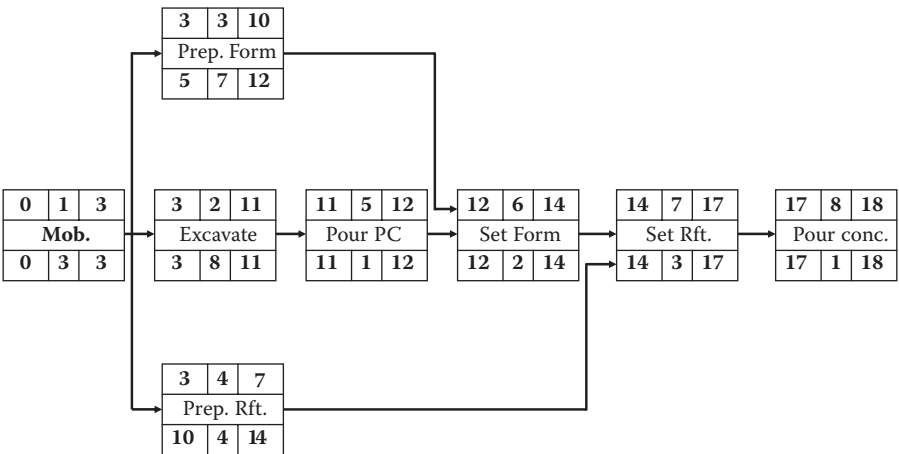 3 3 10
Prep. Form
5 7 12
0 1 3
Mob.
0 3 3
3 2 11
Excavate
3 8 11
11 5 12
Pour PC
11 1 12
12 6 14
Set Form
12 2 14
14 7 17
Set Rft.
14 3 17
17 8 18
Pour conc.
17 1 18
3 4 7
Prep. Rft.
10 4 14